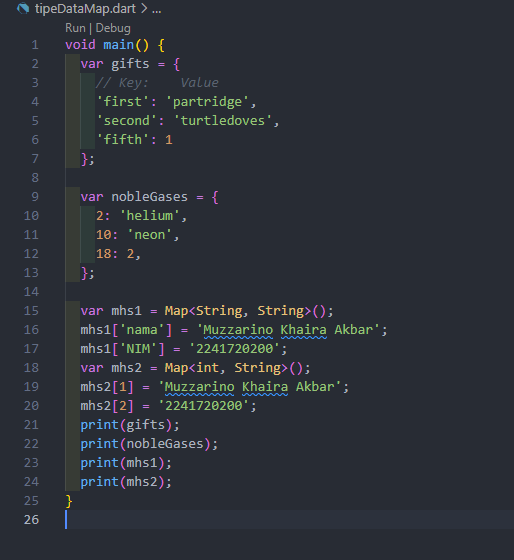 tipeDataMap.dart > ...
Run | Debug
1 void main() {
2   var gifts = {
3     // Key:    Value
4     'first': 'partridge',
5     'second': 'turtledoves',
6     'fifth': 1
7   };
8
9   var nobleGases = {
10     2: 'helium',
11     10: 'neon',
12     18: 2,
13   };
14
15   var mhs1 = Map<String, String>();
16   mhs1['nama'] = 'Muzzarino Khaira Akbar';
17   mhs1['NIM'] = '2241720200';
18   var mhs2 = Map<int, String>();
19   mhs2[1] = 'Muzzarino Khaira Akbar';
20   mhs2[2] = '2241720200';
21   print(gifts);
22   print(nobleGases);
23   print(mhs1);
24   print(mhs2);
25 }
26